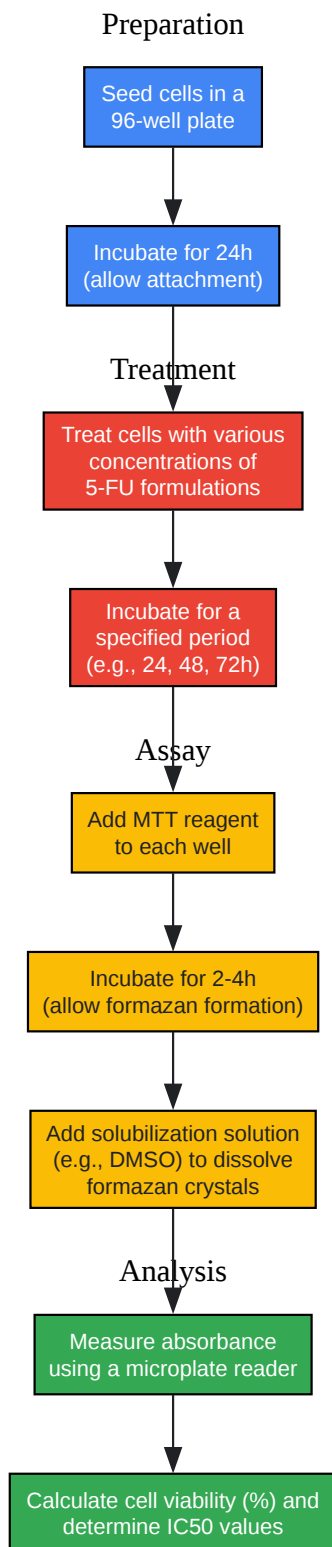 Preparation
Seed cells in a
96-well plate
Incubate for 24h
(allow attachment)
Treatment
Treat cells with various
concentrations of
5-FU formulations
Incubate for a
specified period
(e.g., 24, 48, 72h)
Assay
Add MTT reagent
to each well
Incubate for 2-4h
(allow formazan formation)
Add solubilization solution
(e.g., DMSO) to dissolve
formazan crystals
Analysis
Measure absorbance
using a microplate reader
Calculate cell viability (%) and
determine IC50 values